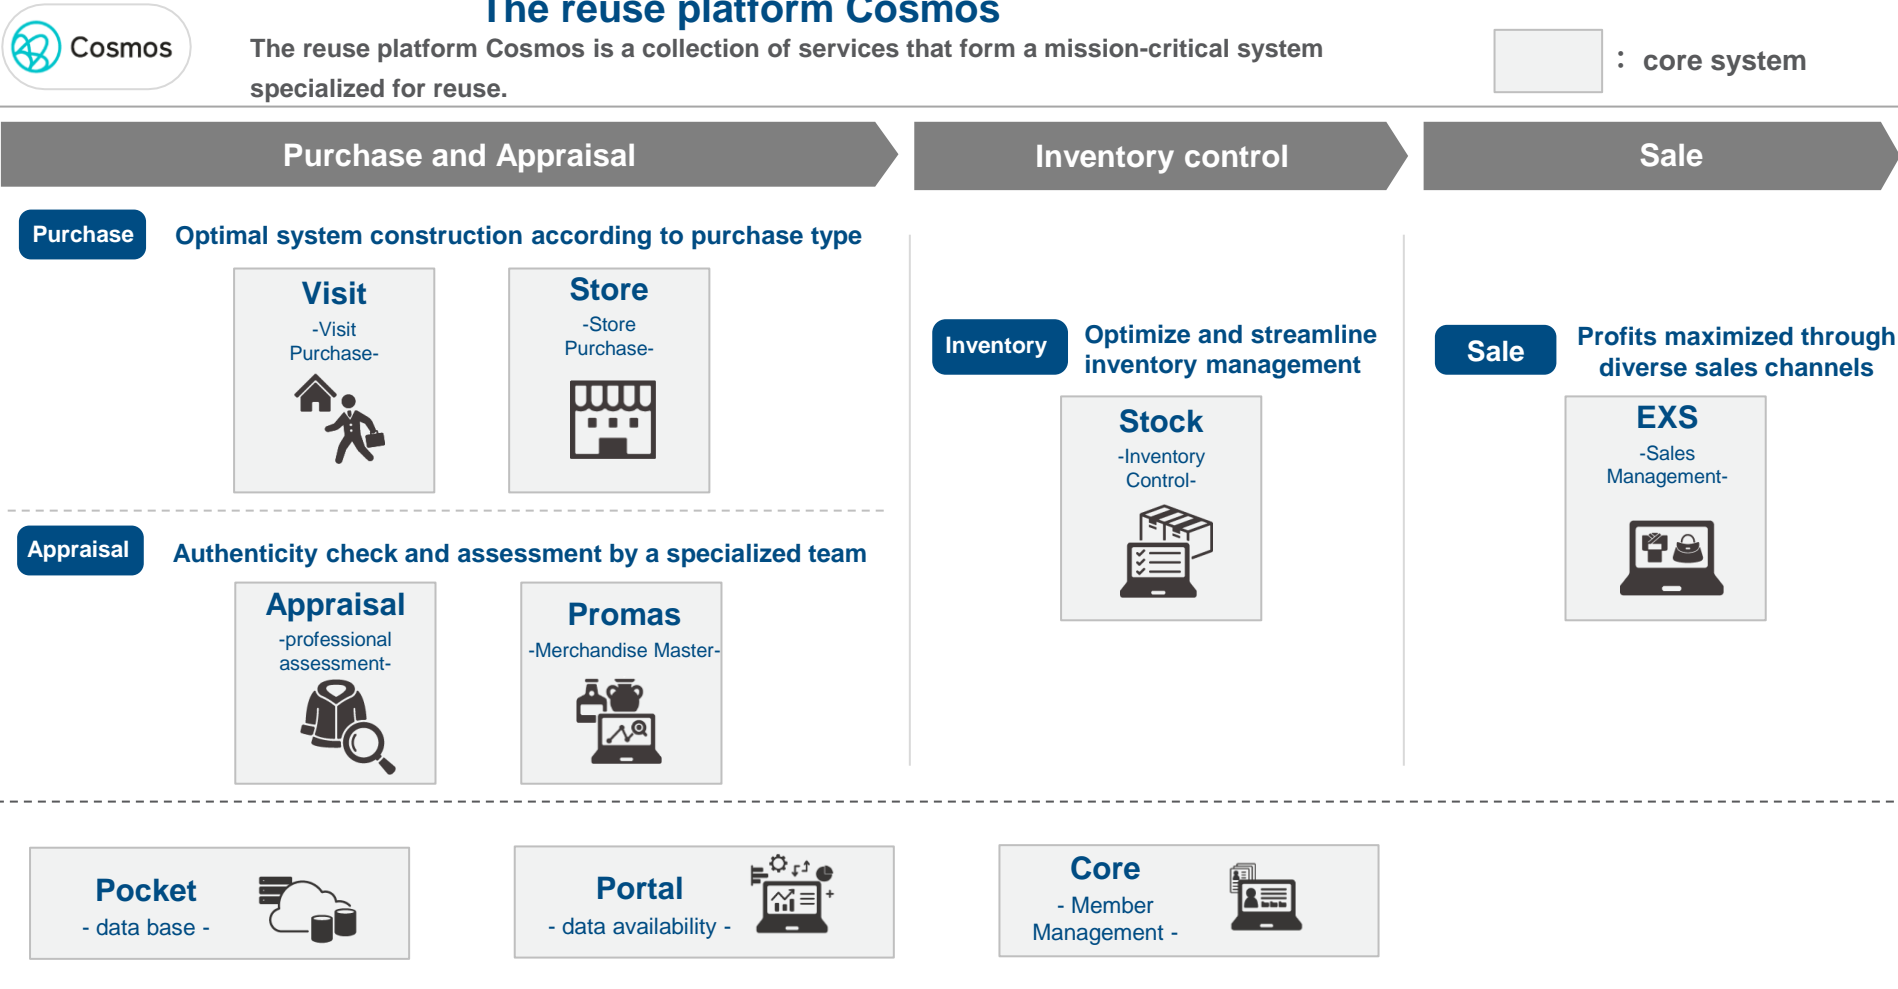 The reuse platform Cosmos
Cosmos
The reuse platform Cosmos is a collection of services that form a mission-critical system
specialized for reuse.
: core system
Purchase and Appraisal
Inventory control
Sale
Purchase
Optimal system construction according to purchase type
Visit
-Visit
Purchase-
Store
-Store
Purchase-
Appraisal
Authenticity check and assessment by a specialized team
Appraisal
-professional
assessment-
Promas
-Merchandise Master-
Inventory
Optimize and streamline
inventory management
Stock
-Inventory
Control-
Sale
Profits maximized through
diverse sales channels
EXS
-Sales
Management-
Pocket
- data base -
Portal
- data availability -
Core
- Member
Management -